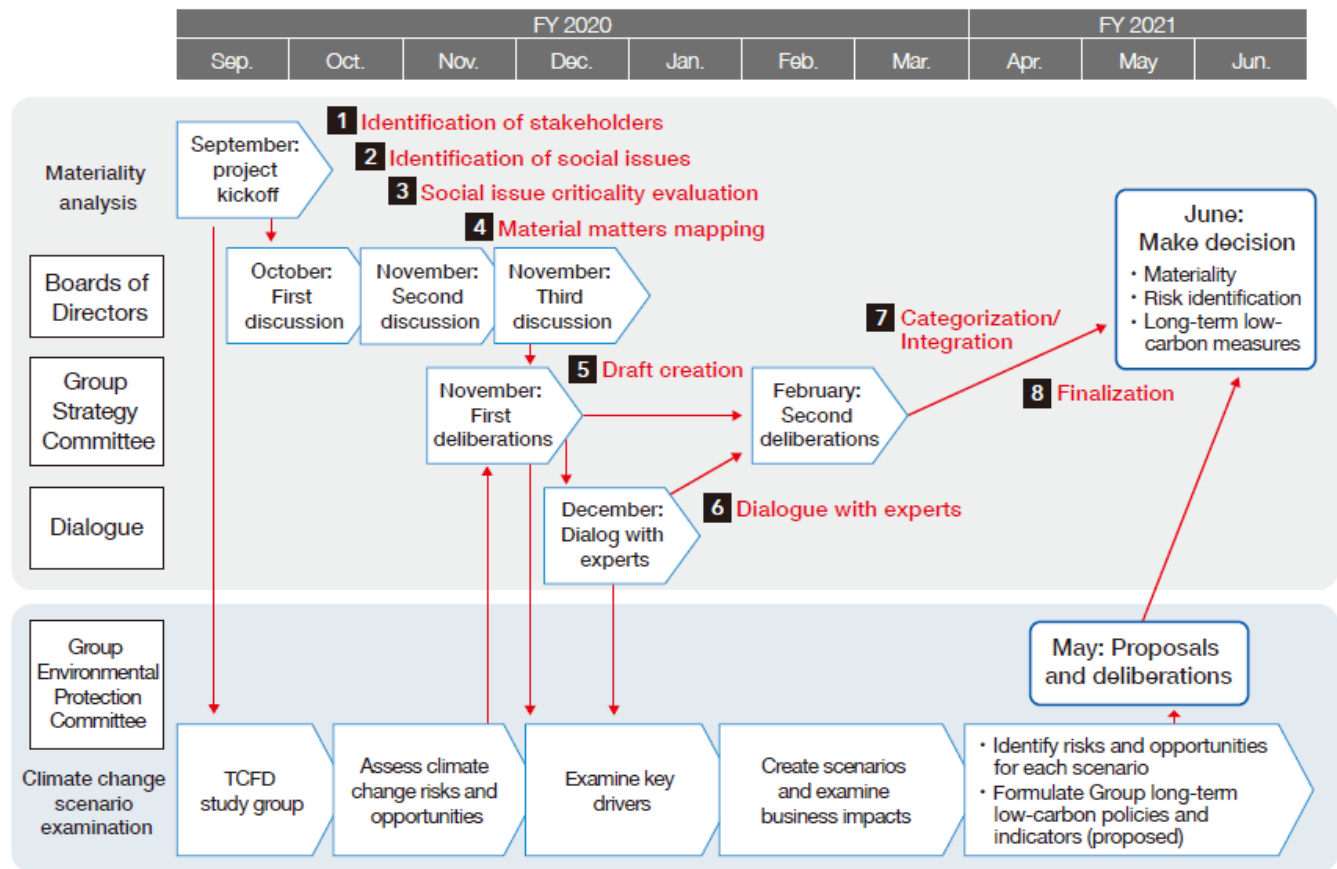 FY 2020
FY 2021
Sep.
Oct.
Nov.
Dec.
Jan.
Feb.
Mar.
Apr.
May
Jun.
Materiality
analysis
September:
project
kickoff
1 Identification of stakeholders
2 Identification of social issues
3 Social issue criticality evaluation
4 Material matters mapping
Boards of
Directors
October:
First
discussion
November:
Second
discussion
November:
Third
discussion
June:
Make decision
・Materiality
・Risk identification
・Long-term low-
carbon measures
7 Categorization/
Integration
8 Finalization
Group
Strategy
Committee
November:
First
deliberations
5 Draft creation
February:
Second
deliberations
Dialogue
December:
Dialog with
experts
6 Dialogue with experts
Group
Environmental
Protection
Committee
May: Proposals
and deliberations
Climate change
scenario
examination
TCFD
study group
Assess climate
change risks and
opportunities
Examine key
drivers
Create scenarios
and examine
business impacts
・Identify risks and opportunities
for each scenario
・Formulate Group long-term
low-carbon policies and
indicators (proposed)